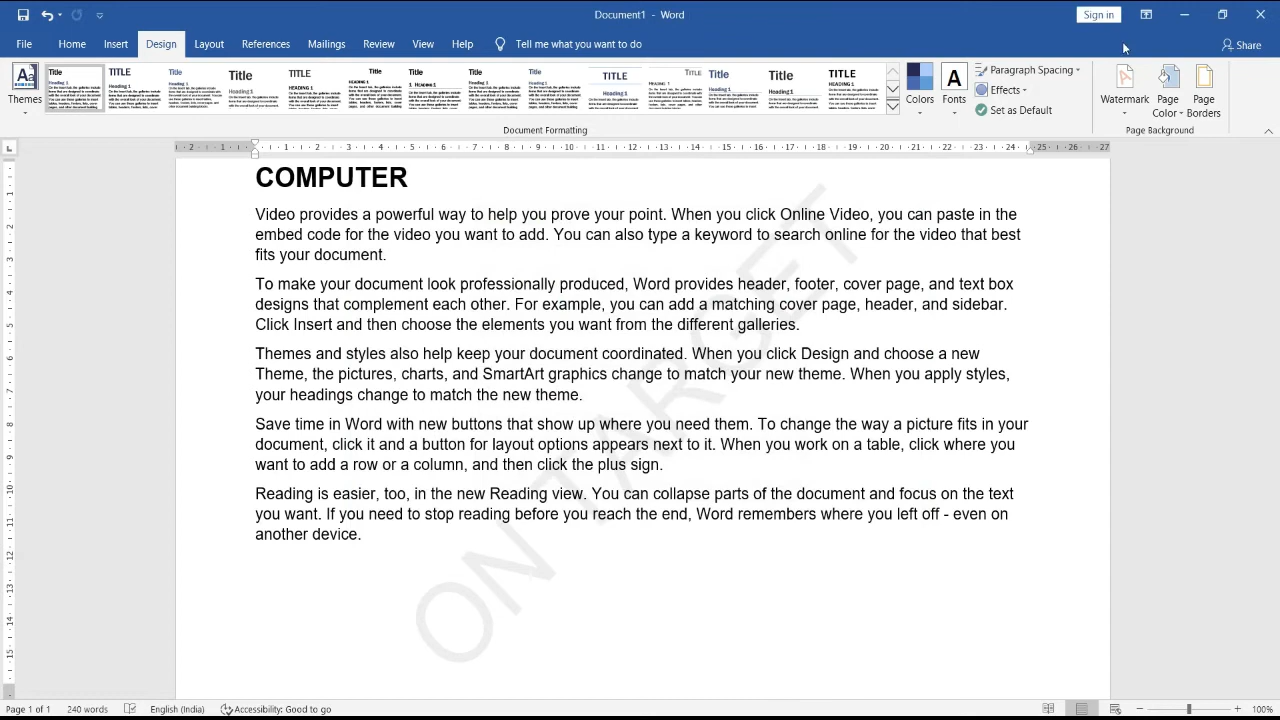 Document1 - Word
Sign in
File Home Insert Design Layout References Mailings Review View Help Tell me what you want to do Share
Themes
Colors
Fonts
Paragraph Spacing
Effects
Set as Default
Watermark
Page Color
Page Borders
Document Formatting
Page Background
COMPUTER
Video provides a powerful way to help you prove your point. When you click Online Video, you can paste in the
embed code for the video you want to add. You can also type a keyword to search online for the video that best
fits your document.
To make your document look professionally produced, Word provides header, footer, cover page, and text box
designs that complement each other. For example, you can add a matching cover page, header, and sidebar.
Click Insert and then choose the elements you want from the different galleries.
Themes and styles also help keep your document coordinated. When you click Design and choose a new
Theme, the pictures, charts, and SmartArt graphics change to match your new theme. When you apply styles,
your headings change to match the new theme.
Save time in Word with new buttons that show up where you need them. To change the way a picture fits in your
document, click it and a button for layout options appears next to it. When you work on a table, click where you
want to add a row or a column, and then click the plus sign.
Reading is easier, too, in the new Reading view. You can collapse parts of the document and focus on the text
you want. If you need to stop reading before you reach the end, Word remembers where you left off - even on
another device.
ON TARGET
Page 1 of 1 240 words English (India) Accessibility: Good to go 100%